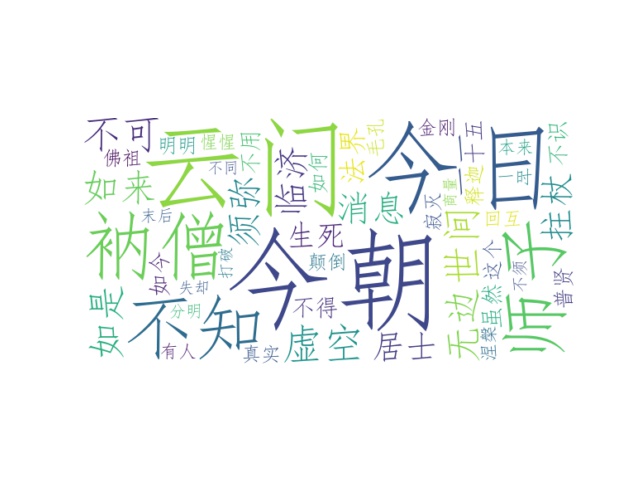 今朝
云门
今日
师子
衲僧
不知
虚空
世间
无边
不可
如来
如是
须弥
临济
消息
生死
居士
法界
拄杖
不得
毛孔
金刚
十五
本来
一时
不识
释迦
商量
寂灭
回互
这个
不须
虽然
涅槃
普贤
佛祖
明明
惺惺
不同
不用
如何
末后
打破
如今
失却
分明
颠倒
有人
真实